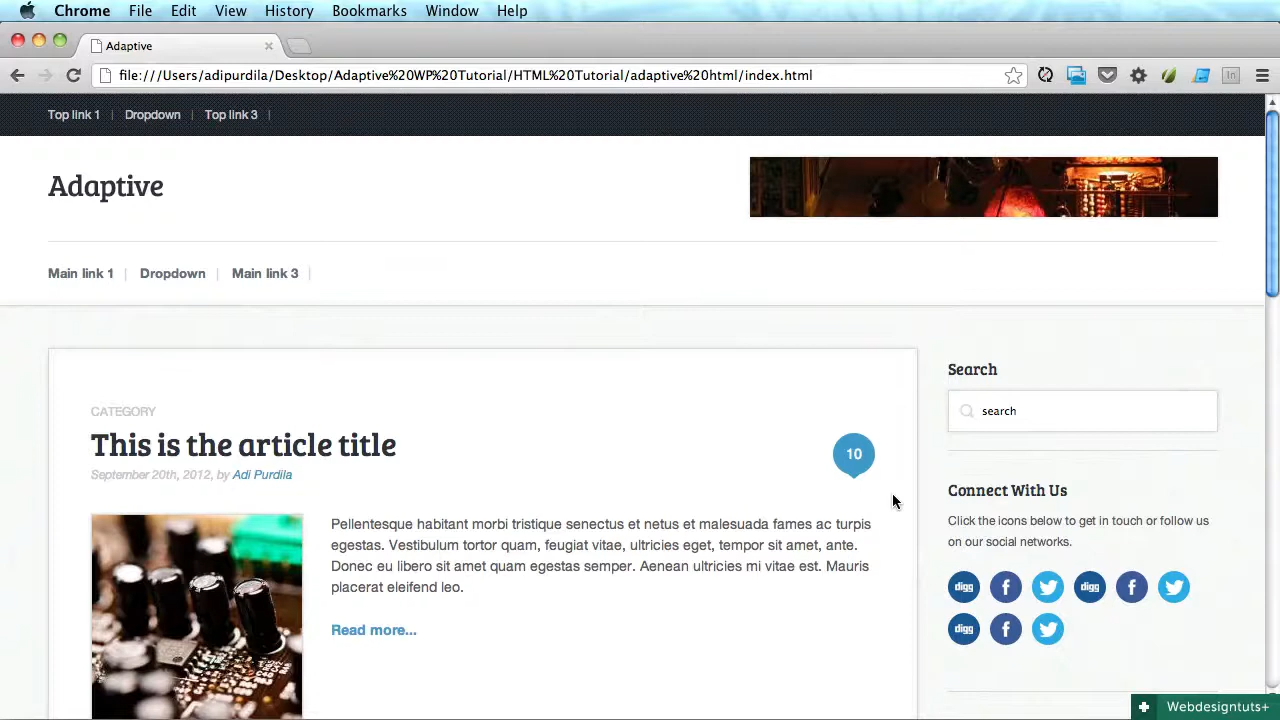 Chrome File Edit View History Bookmarks Window Help
Adaptive
file:///Users/adipurdila/Desktop/Adaptive%20WP%20Tutorial/HTML%20Tutorial/adaptive%20html/index.html
Top link 1 Dropdown Top link 3
Adaptive
Main link 1 Dropdown Main link 3
CATEGORY
This is the article title
10
September 20th, 2012, by Adi Purdila
Pellentesque habitant morbi tristique senectus et netus et malesuada fames ac turpis
egestas. Vestibulum tortor quam, feugiat vitae, ultricies eget, tempor sit amet, ante.
Donec eu libero sit amet quam egestas semper. Aenean ultricies mi vitae est. Mauris
placerat eleifend leo.
Read more...
Search
search
Connect With Us
Click the icons below to get in touch or follow us
on our social networks.
digg digg
digg
Webdesigntuts+